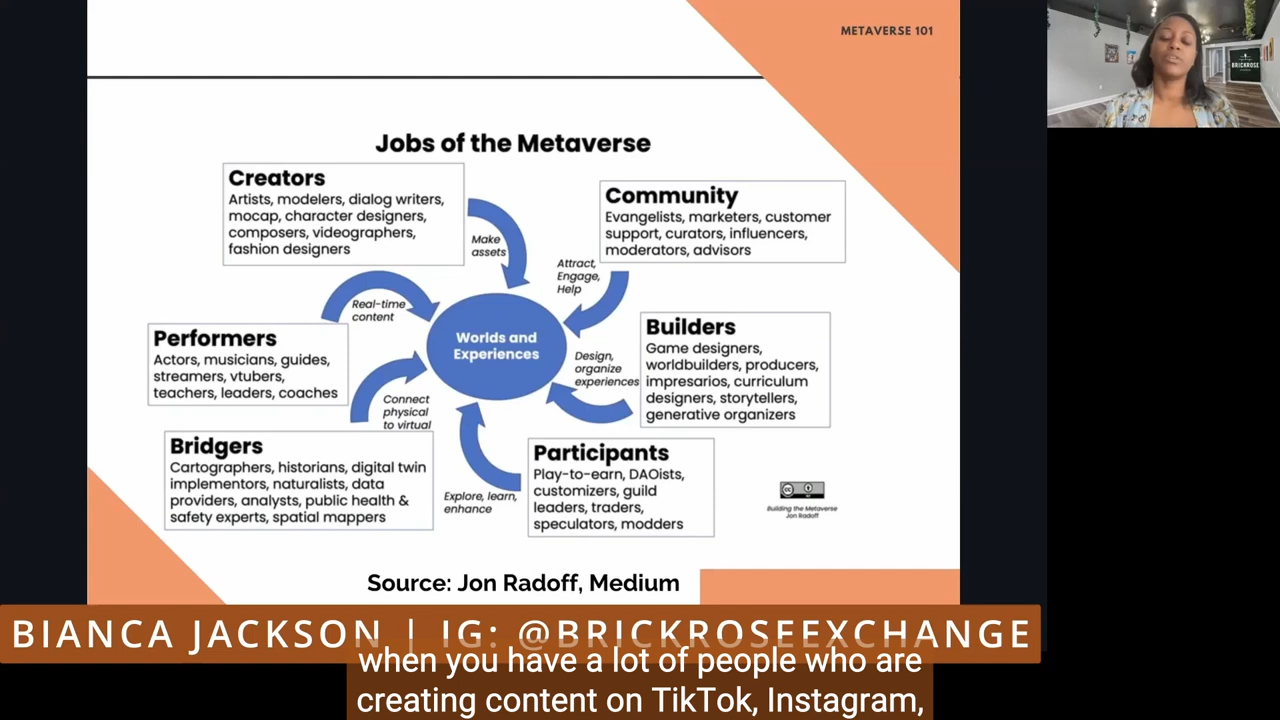 METAVERSE 101
BRICKROSE
Jobs of the Metaverse
Creators
Artists, modelers, dialog writers,
mocap, character designers,
composers, videographers,
fashion designers
Make
assets
Community
Evangelists, marketers, customer
support, curators, influencers,
moderators, advisors
Attract,
Engage,
Help
Real-time
content
Performers
Actors, musicians, guides,
streamers, vtubers,
teachers, leaders, coaches
Worlds and
Experiences
Builders
Game designers,
worldbuilders, producers,
impresarios, curriculum
designers, storytellers,
generative organizers
Design,
organize
experiences
Connect
physical
to virtual
Bridgers
Cartographers, historians, digital twin
implementors, naturalists, data
providers, analysts, public health &
safety experts, spatial mappers
Explore, learn,
enhance
Participants
Play-to-earn, DAOists,
customizers, guild
leaders, traders,
speculators, modders
cc
BY
Building the Metaverse
Jon Radoff
Source: Jon Radoff, Medium
BIANCA JACKSON | IG: @BRICKROSEEXCHANGE
when you have a lot of people who are
creating content on TikTok, Instagram,